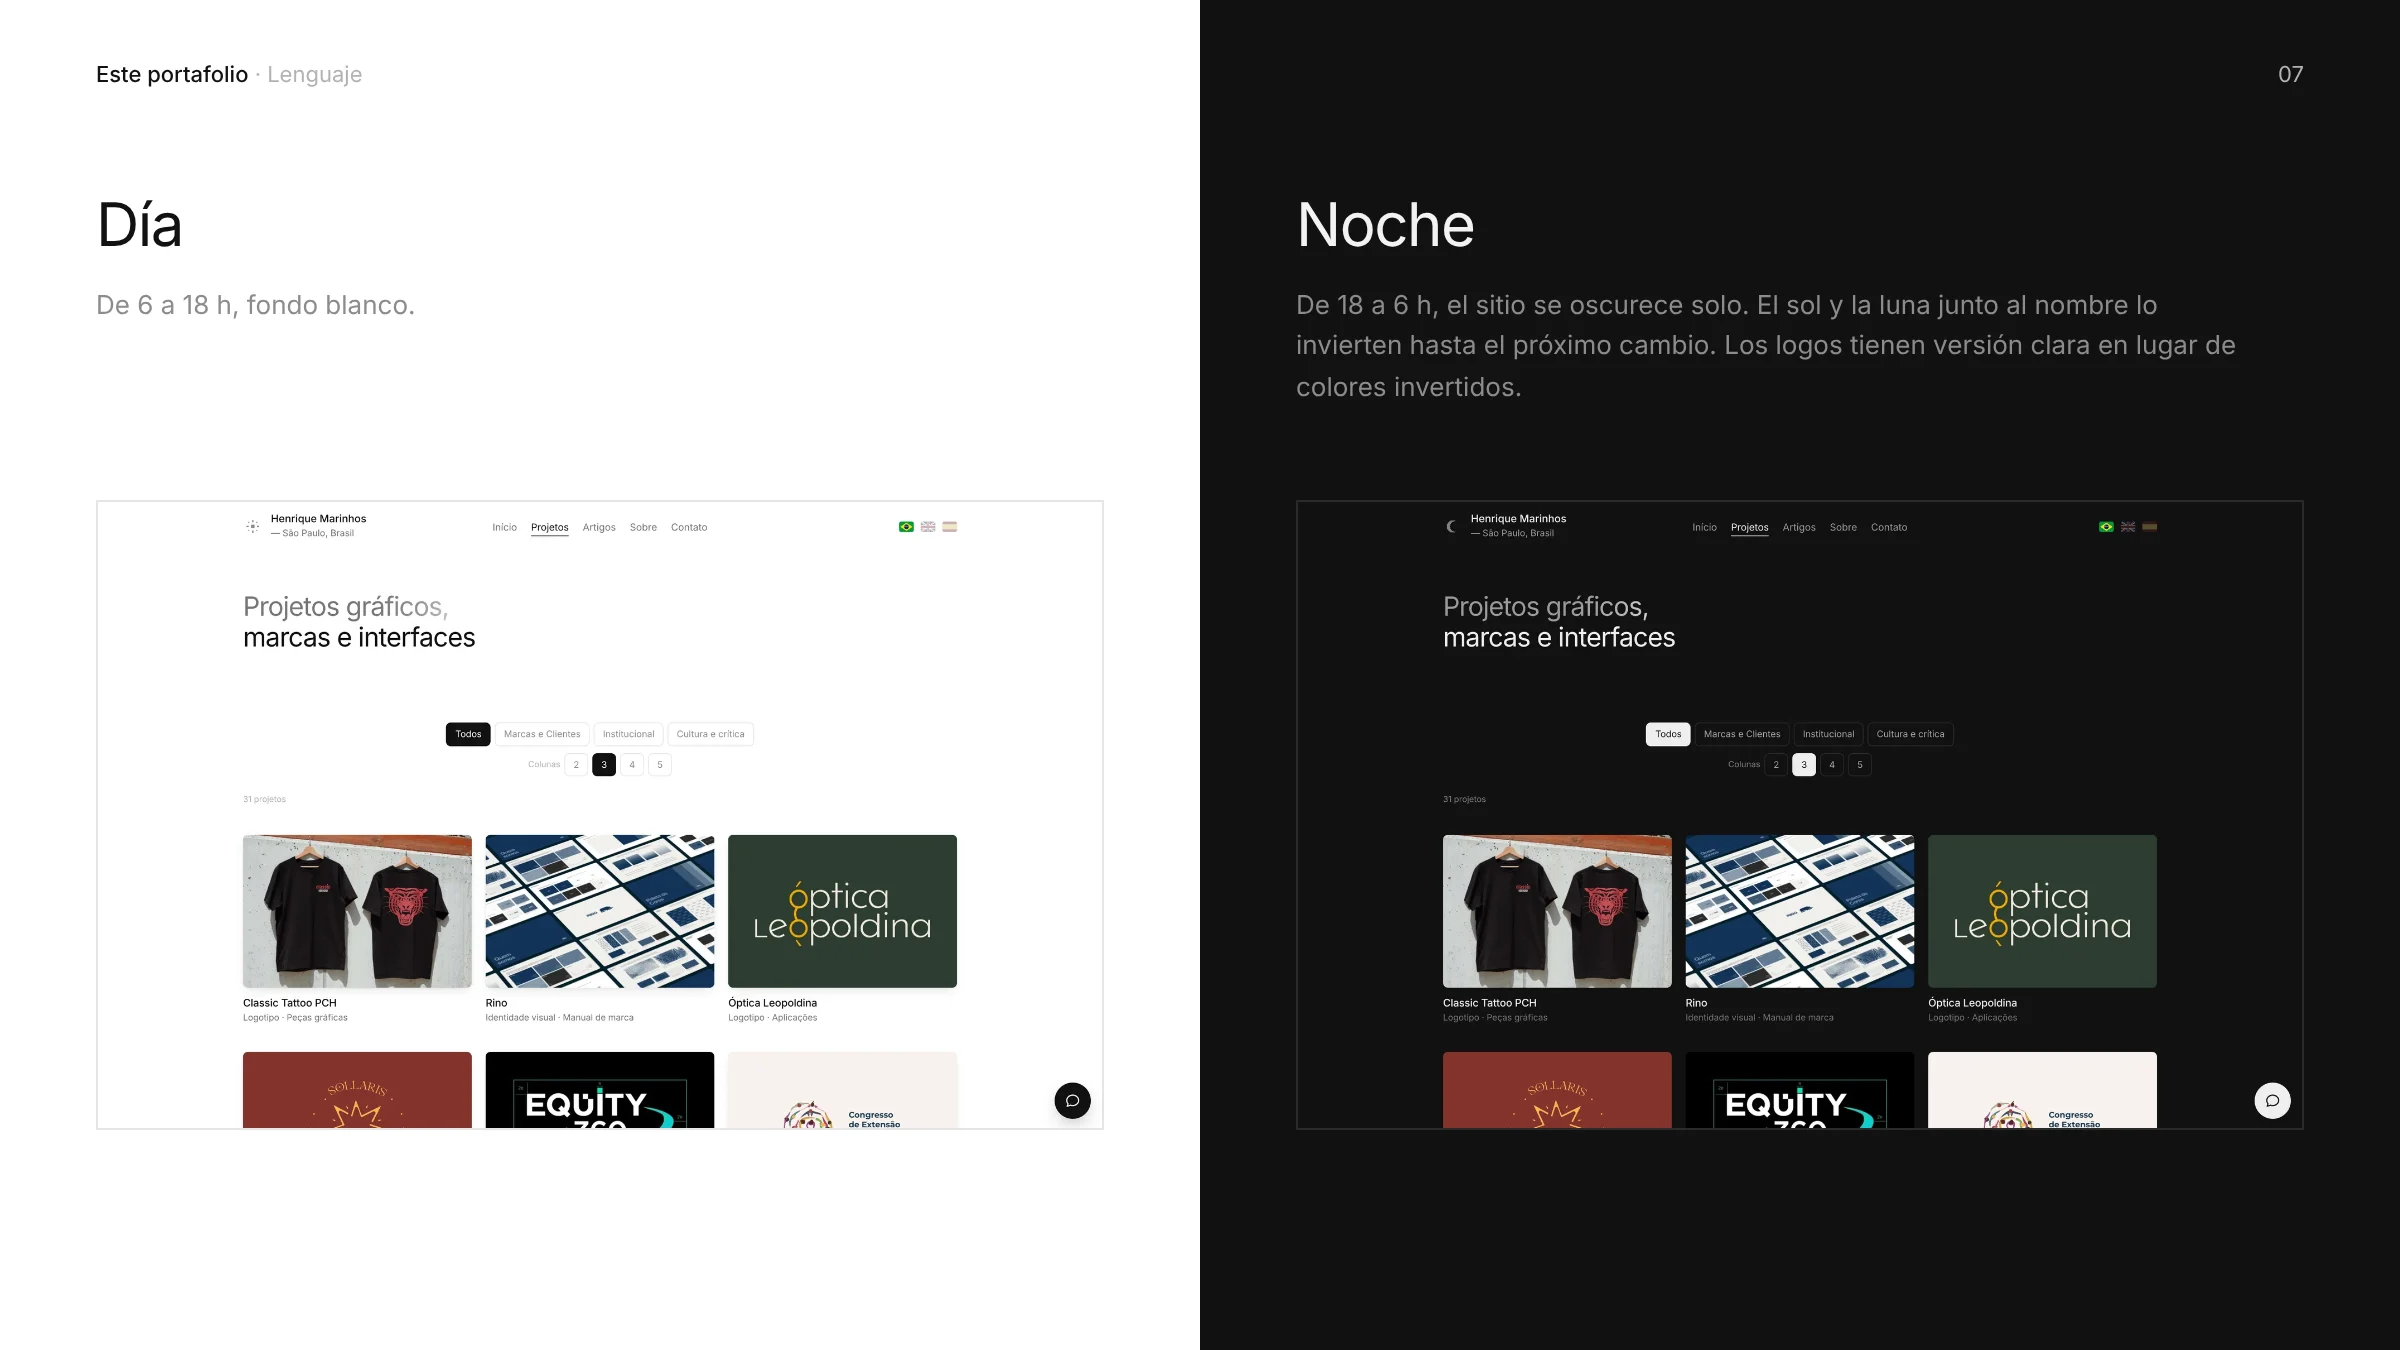 Este portafolio · Lenguaje
07
Día
De 6 a 18 h, fondo blanco.
Henrique Marinhos
— São Paulo, Brasil
Início Projetos Artigos Sobre Contato
Projetos gráficos,
marcas e interfaces
Todos Marcas e Clientes Institucional Cultura e crítica
Colunas 2 3 4 5
31 projetos
óptica
Leopoldina
Classic Tattoo PCH
Logotipo · Peças gráficas
Rino
Identidade visual · Manual de marca
Óptica Leopoldina
Logotipo · Aplicações
SOLLARIS
EQUITY
360
Congresso
de Extensão
Noche
De 18 a 6 h, el sitio se oscurece solo. El sol y la luna junto al nombre lo
invierten hasta el próximo cambio. Los logos tienen versión clara en lugar de
colores invertidos.
Henrique Marinhos
— São Paulo, Brasil
Início Projetos Artigos Sobre Contato
Projetos gráficos,
marcas e interfaces
Todos Marcas e Clientes Institucional Cultura e crítica
Colunas 2 3 4 5
31 projetos
óptica
Leopoldina
Classic Tattoo PCH
Logotipo · Peças gráficas
Rino
Identidade visual · Manual de marca
Óptica Leopoldina
Logotipo · Aplicações
SOLLARIS
EQUITY
360
Congresso
de Extensão